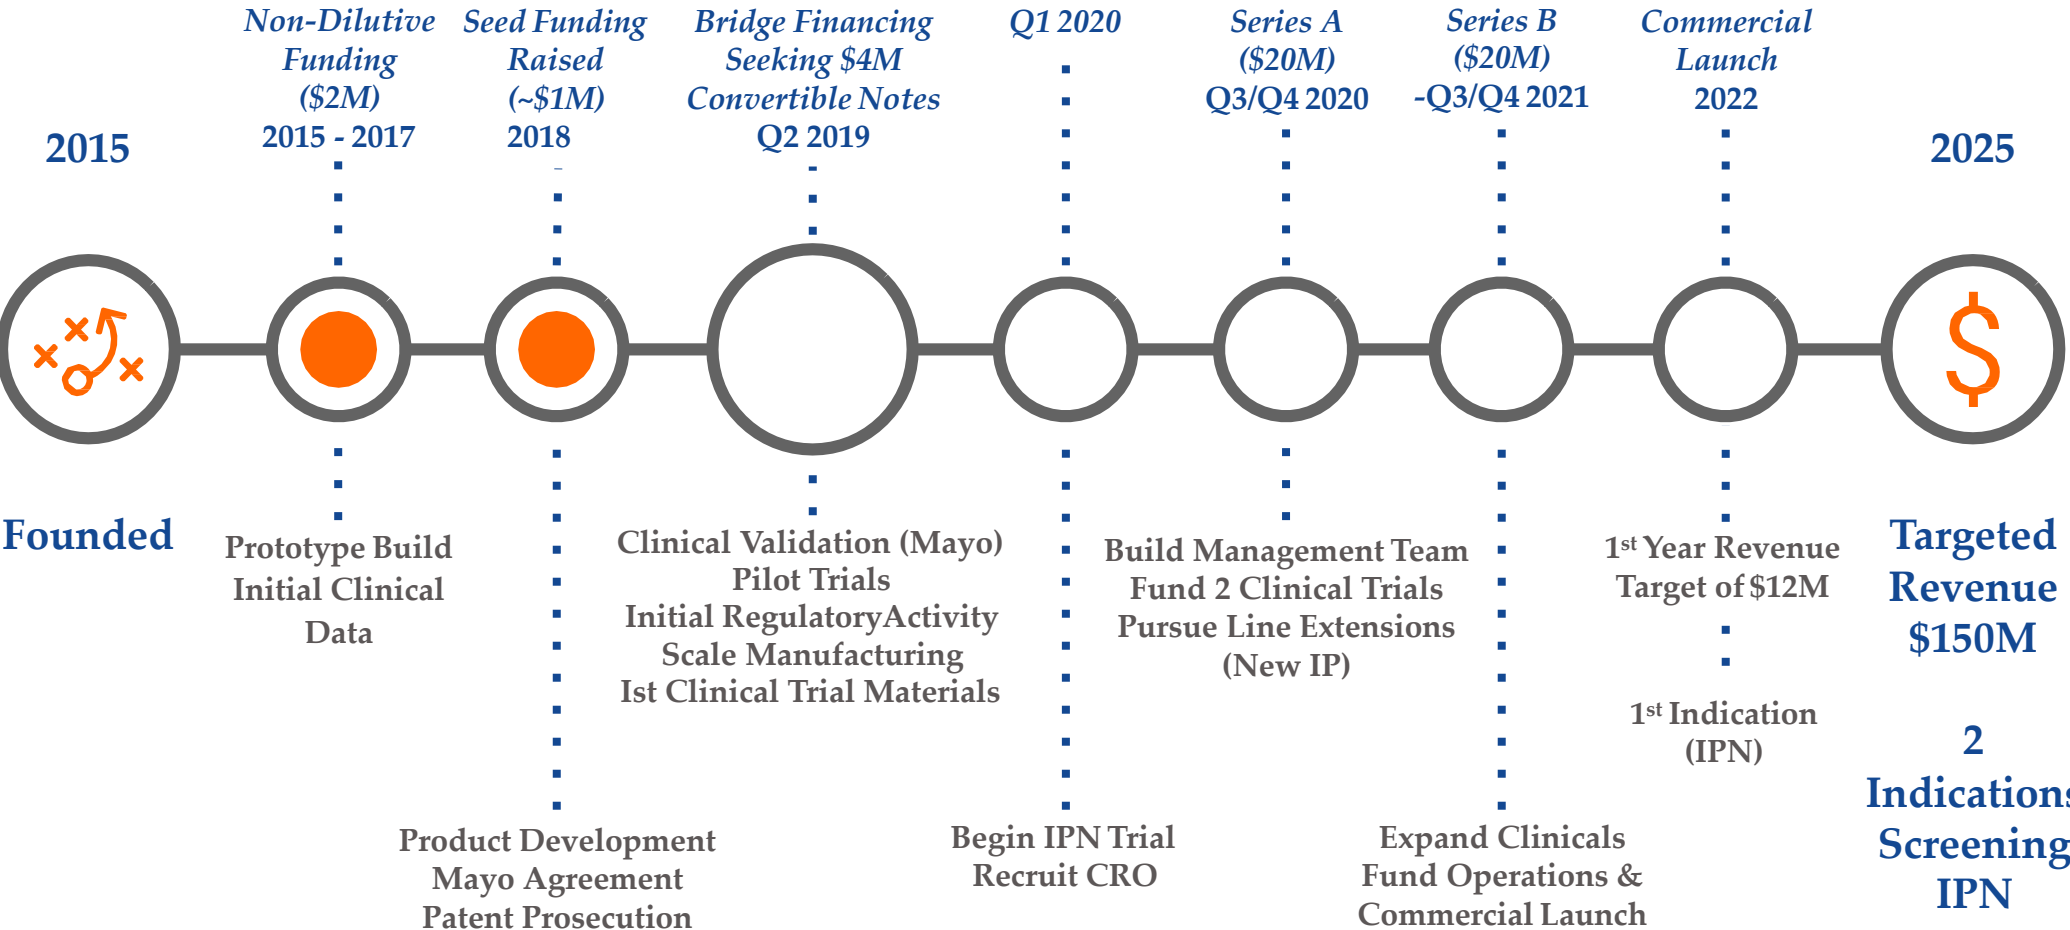 2015
Founded
Non-Dilutive
Funding
($2M)
2015 - 2017
Prototype Build
Initial Clinical
Data
Seed Funding
Raised
(~$1M)
2018
Product Development
Mayo Agreement
Patent Prosecution
Bridge Financing
Seeking $4M
Convertible Notes
Q2 2019
Clinical Validation (Mayo)
Pilot Trials
Initial RegulatoryActivity
Scale Manufacturing
Ist Clinical Trial Materials
Q1 2020
Begin IPN Trial
Recruit CRO
Series A
($20M)
Q3/Q4 2020
Build Management Team
Fund 2 Clinical Trials
Pursue Line Extensions
(New IP)
Series B
($20M)
-Q3/Q4 2021
Expand Clinicals
Fund Operations &
Commercial Launch
Commercial
Launch
2022
1st Year Revenue
Target of $12M
1st Indication
(IPN)
2025
$
Targeted
Revenue
$150M
2
Indications
Screening
IPN